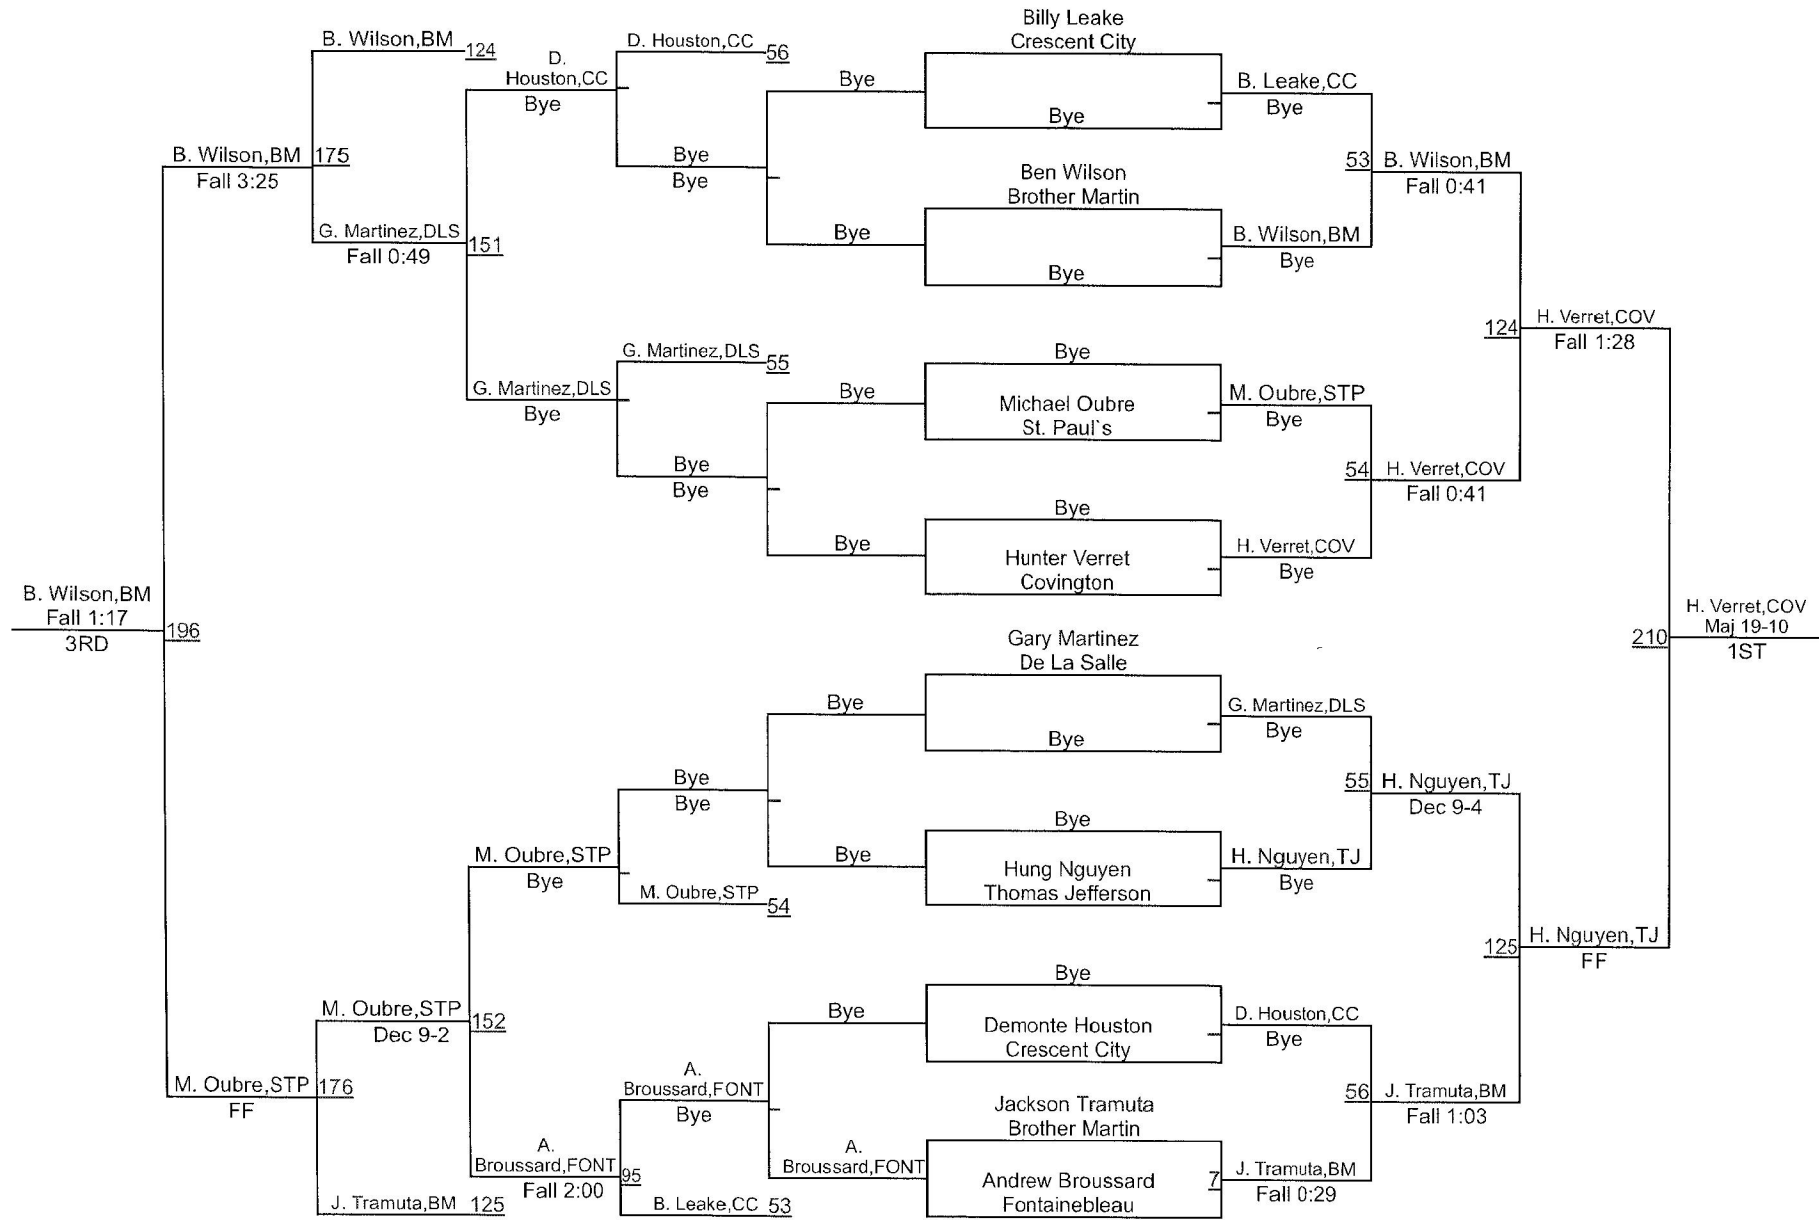 Billy Leake
Crescent City
Bye
Ben Wilson
Brother Martin
Bye
Bye
Michael Oubre
St. Paul`s
Bye
Hunter Verret
Covington
Gary Martinez
De La Salle
Bye
Bye
Hung Nguyen
Thomas Jefferson
Bye
Demonte Houston
Crescent City
Jackson Tramuta
Brother Martin
Andrew Broussard
Fontainebleau
7
B. Leake,CC
Bye
B. Wilson,BM
Bye
M. Oubre,STP
Bye
H. Verret,COV
Bye
G. Martinez,DLS
Bye
H. Nguyen,TJ
Bye
D. Houston,CC
Bye
J. Tramuta,BM
Fall 0:29
53
B. Wilson,BM
Fall 0:41
54
H. Verret,COV
Fall 0:41
55
H. Nguyen,TJ
Dec 9-4
56
J. Tramuta,BM
Fall 1:03
124
H. Verret,COV
Fall 1:28
125
H. Nguyen,TJ
FF
210
H. Verret,COV
Maj 19-10
1ST
Bye
Bye
Bye
Bye
Bye
Bye
Bye
A.
Broussard,FONT
D. Houston,CC
56
Bye
Bye
G. Martinez,DLS
55
Bye
Bye
Bye
Bye
M. Oubre,STP
54
A.
Broussard,FONT
Bye
B. Leake,CC
53
D.
Houston,CC
Bye
G. Martinez,DLS
Bye
M. Oubre,STP
Bye
A.
Broussard,FONT
Fall 2:00
95
B. Wilson,BM
124
G. Martinez,DLS
Fall 0:49
151
M. Oubre,STP
Dec 9-2
152
J. Tramuta,BM
125
B. Wilson,BM
Fall 3:25
175
M. Oubre,STP
FF
176
B. Wilson,BM
Fall 1:17
3RD
196